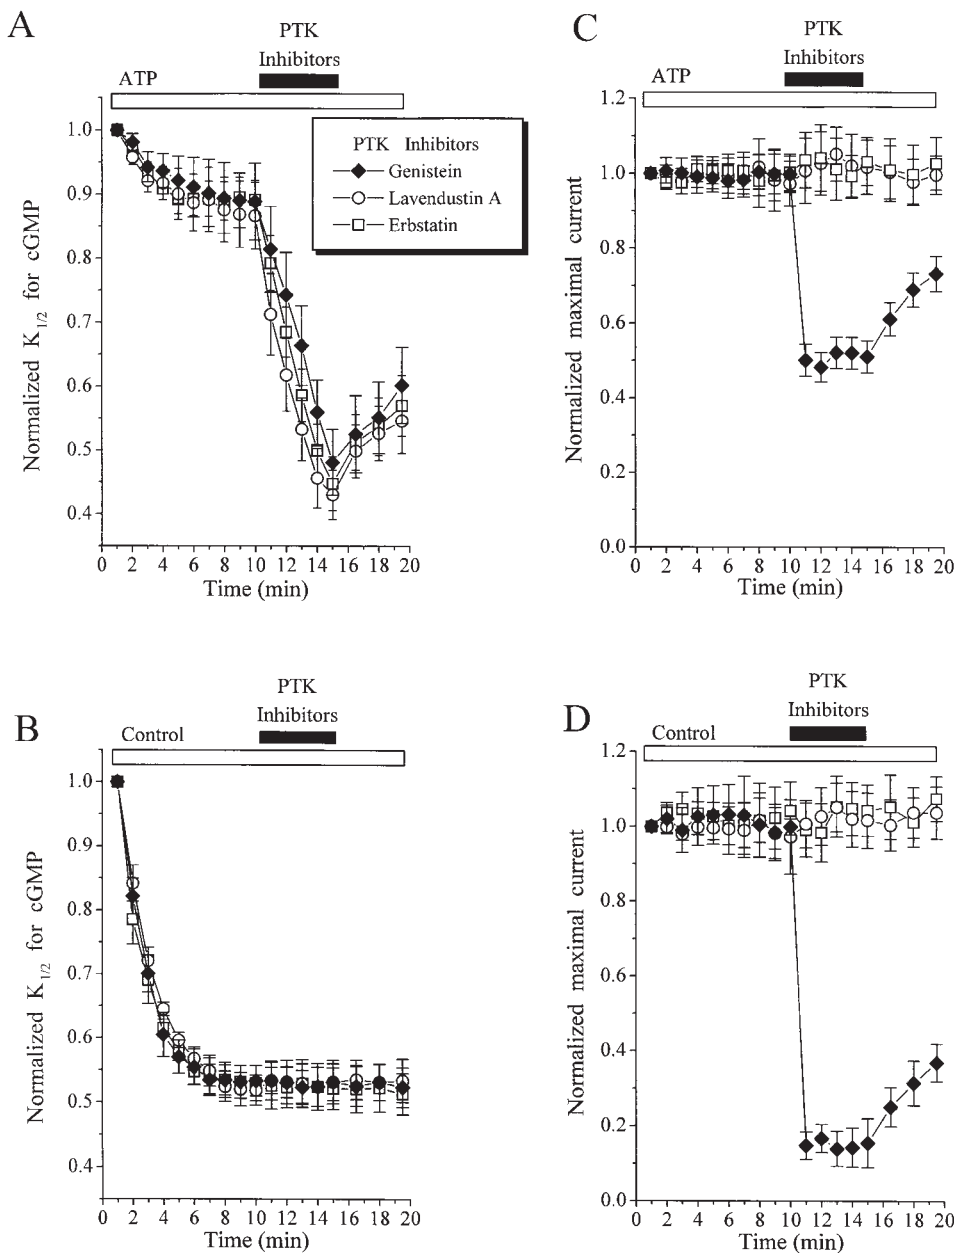 A
PTK
Inhibitors
ATP
PTK Inhibitors
Genistein
Lavendustin A
Erbstatin
1.0
0.9
0.8
0.7
0.6
0.5
0.4
Normalized K1/2 for cGMP
0 2 4 6 8 10 12 14 16 18 20
Time (min)
C
PTK
Inhibitors
ATP
1.2
1.0
0.8
0.6
0.4
0.2
0.0
Normalized maximal current
0 2 4 6 8 10 12 14 16 18 20
Time (min)
B
PTK
Inhibitors
Control
1.0
0.9
0.8
0.7
0.6
0.5
0.4
Normalized K1/2 for cGMP
0 2 4 6 8 10 12 14 16 18 20
Time (min)
D
PTK
Inhibitors
Control
1.2
1.0
0.8
0.6
0.4
0.2
0.0
Normalized maximal current
0 2 4 6 8 10 12 14 16 18 20
Time (min)